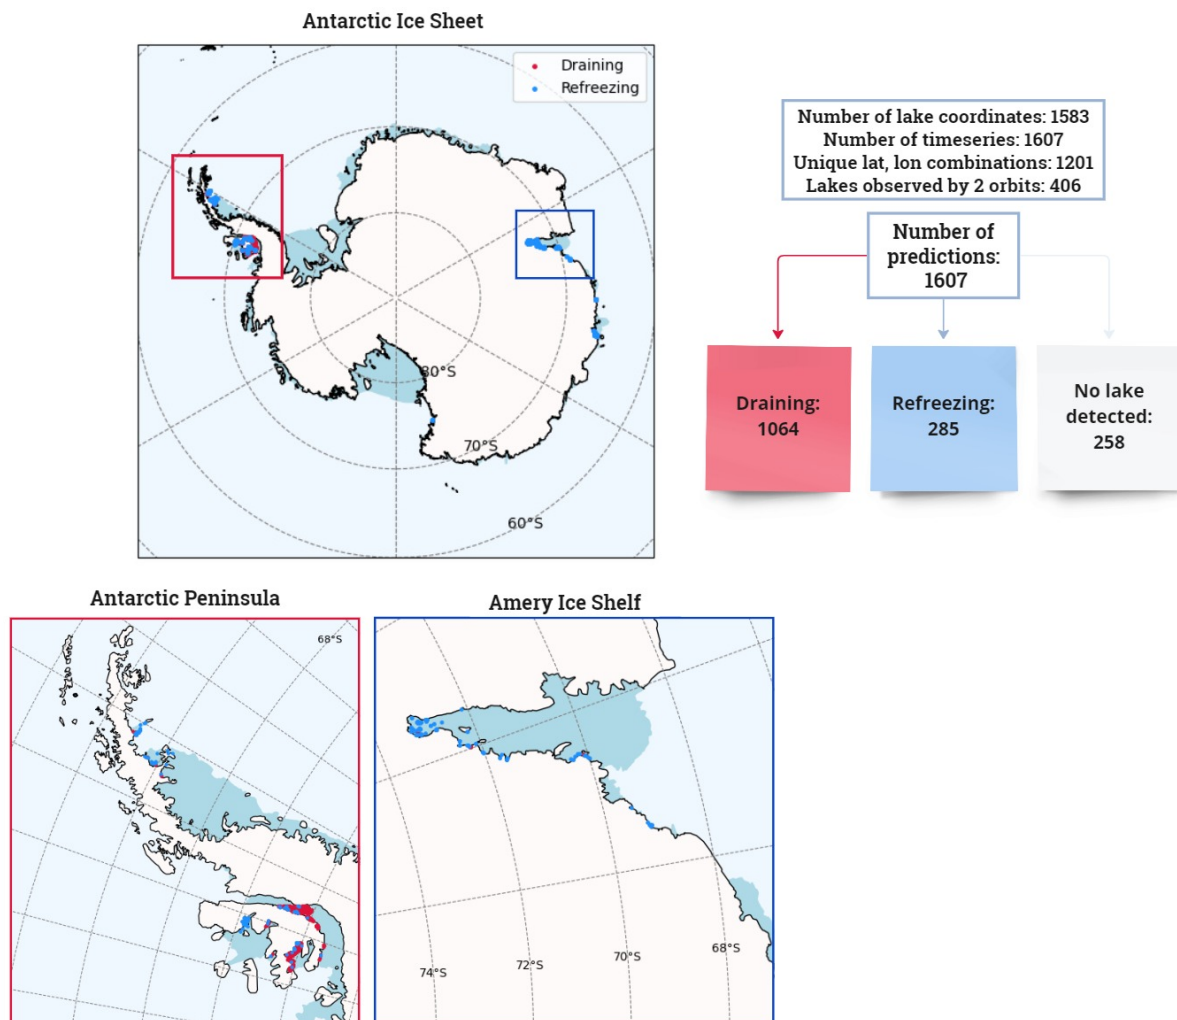 Antarctic Ice Sheet
Draining
Refreezing
80°S
70°S
60°S
Number of lake coordinates: 1583
Number of timeseries: 1607
Unique lat, lon combinations: 1201
Lakes observed by 2 orbits: 406
Number of
predictions:
1607
Draining:
1064
Refreezing:
285
No lake
detected:
258
Antarctic Peninsula
68°S
Amery Ice Shelf
74°S
72°S
70°S
68°S